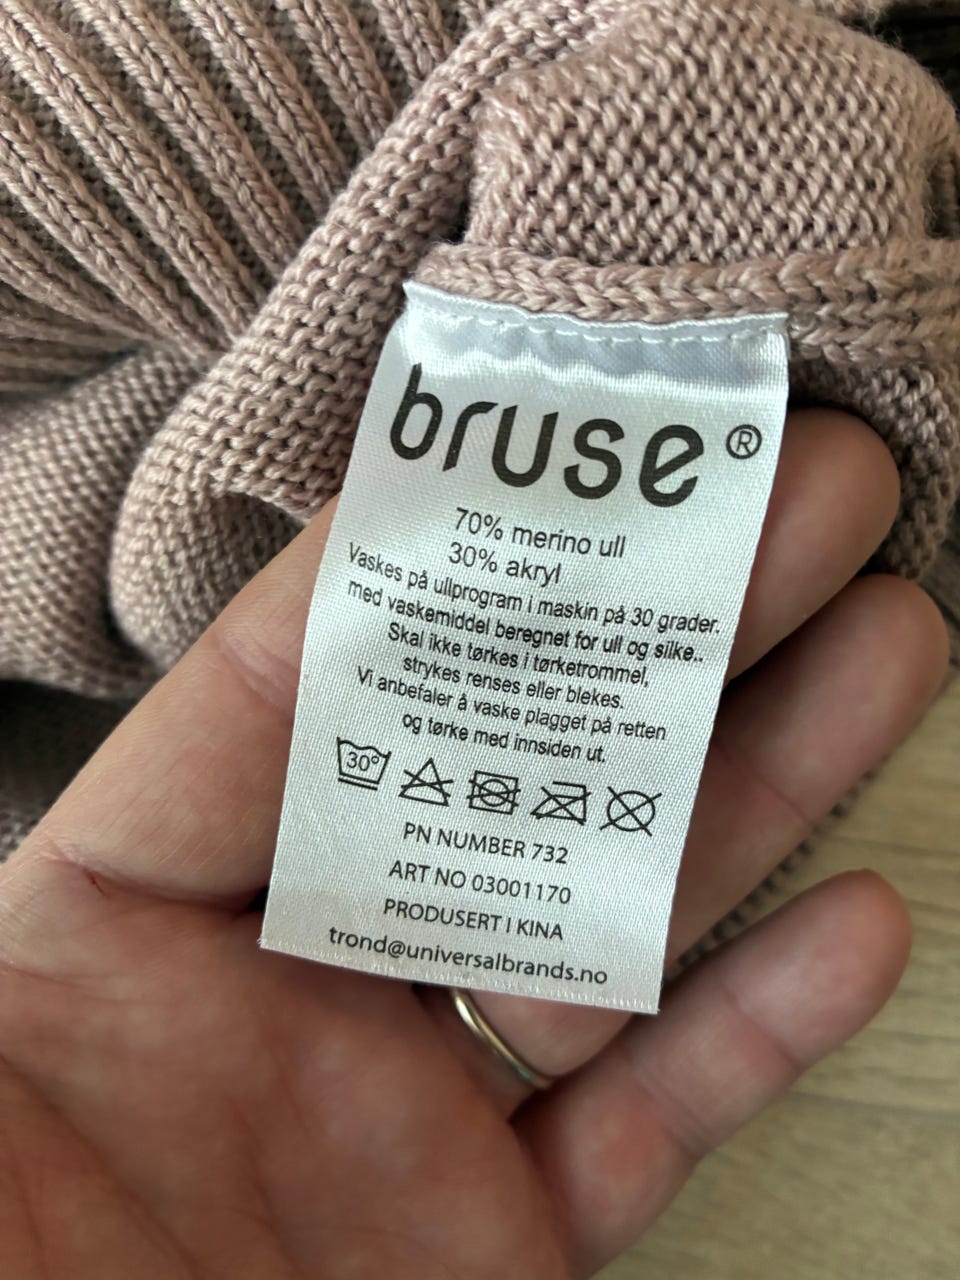 bruse®
70% merino ull
30% akryl
Vaskes på ullprogram i maskin på 30 grader.
med vaskemiddel beregnet for ull og silke..
Skal ikke tørkes i tørketrommel,
strykes renses eller blekes.
Vi anbefaler å vaske plagget på retten
og tørke med innsiden ut.
30°
PN NUMBER 732
ART NO 03001170
PRODUSERT I KINA
trond@universalbrands.no